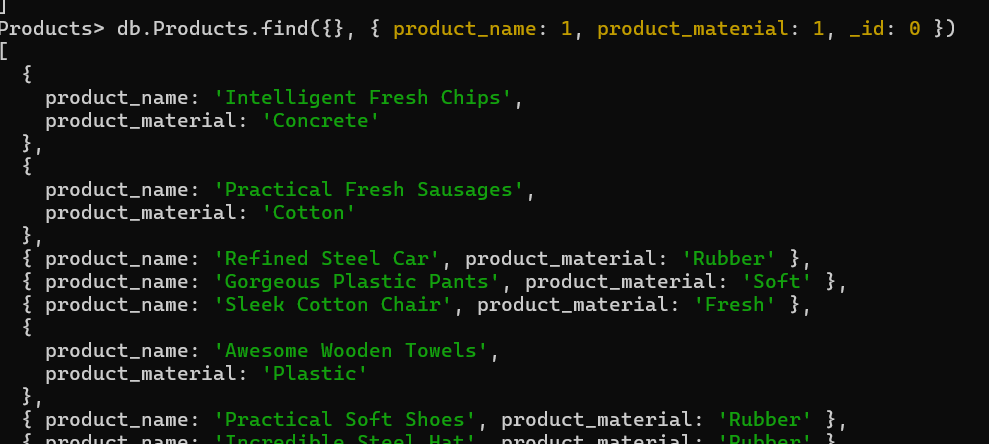 ]
Products> db.Products.find({}, { product_name: 1, product_material: 1, _id: 0 })
[
  {
    product_name: 'Intelligent Fresh Chips',
    product_material: 'Concrete'
  },
  {
    product_name: 'Practical Fresh Sausages',
    product_material: 'Cotton'
  },
  { product_name: 'Refined Steel Car', product_material: 'Rubber' },
  { product_name: 'Gorgeous Plastic Pants', product_material: 'Soft' },
  { product_name: 'Sleek Cotton Chair', product_material: 'Fresh' },
  {
    product_name: 'Awesome Wooden Towels',
    product_material: 'Plastic'
  },
  { product_name: 'Practical Soft Shoes', product_material: 'Rubber' },
  { product_name: 'Incredible Steel Hat', product_material: 'Rubber' }